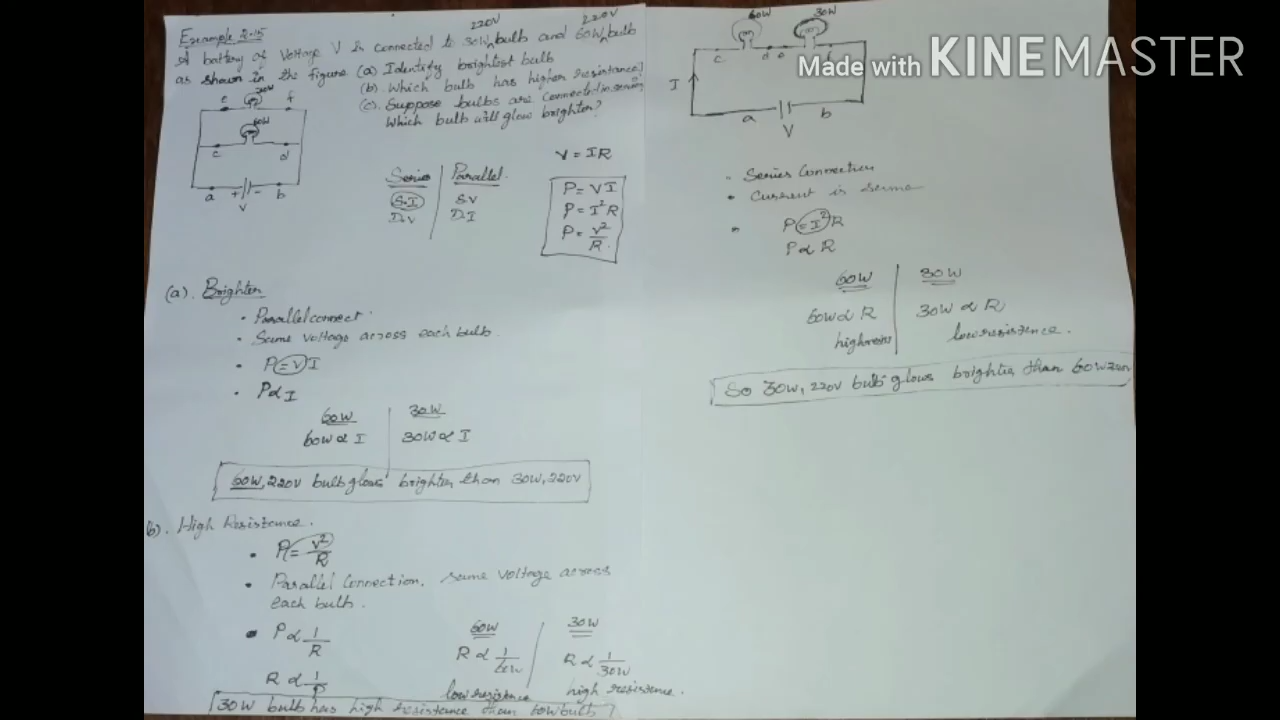 Example 2.15
220V 220V
A battery of Voltage V is connected to 30W bulb and 60W bulb
as shown in the figure (a) Identify brightest bulb
(b). Which bulb has higher resistance?
(c). Suppose bulbs are connected in series
Which bulb will glow brighter?
e 30W f
60W
c d
a + - b
V
Series Parallel.
S.I S.V
D.V D.I
V = IR
P = VI
P = I²R
P = V²/R.
(a). Brighter
• Parallel connect.
• Same voltage across each bulb.
• P = VI
• P ∝ I
60W 30W
60W ∝ I 30W ∝ I
60W, 220V bulb glows brighter than 30W, 220V
(b). High Resistance.
• P = V²/R
• Parallel Connection. Same voltage across
each bulb.
• P ∝ 1/R
R ∝ 1/P
60W 30W
R ∝ 1/60W R ∝ 1/30W
low resistance high resistance.
30W bulb has high resistance than 60W bulb
60W 30W
c d e f
I
a b
V
Made with KINEMASTER
- Series Connection
• Current is same
• P = I²R
P ∝ R
60W 30W
60W ∝ R 30W ∝ R
low resistance.
So 30W, 220V bulb glows brighter than 60W 220V